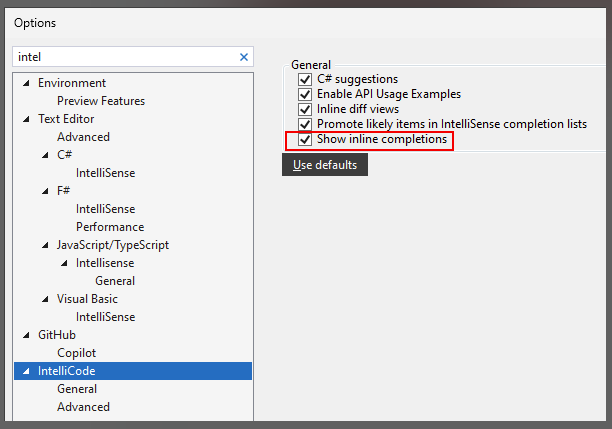 Options
intel
Environment
Preview Features
Text Editor
Advanced
C#
IntelliSense
F#
IntelliSense
Performance
JavaScript/TypeScript
Intellisense
General
Visual Basic
IntelliSense
GitHub
Copilot
IntelliCode
General
Advanced
General
C# suggestions
Enable API Usage Examples
Inline diff views
Promote likely items in IntelliSense completion lists
Show inline completions
Use defaults